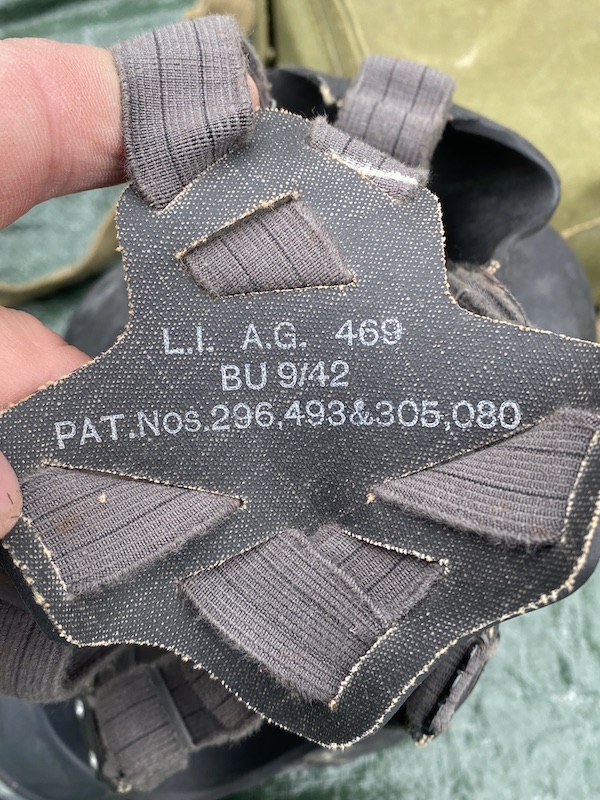 L.I. A.G. 469
BU 9/42
PAT.Nos.296,493&305,080